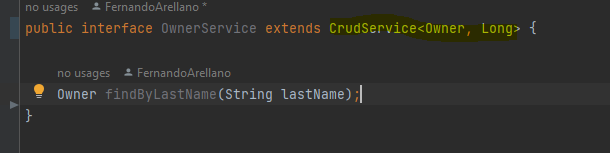 no usages FernandoArellano *
public interface OwnerService extends CrudService<Owner, Long> {
no usages FernandoArellano
Owner findByLastName(String lastName);
}